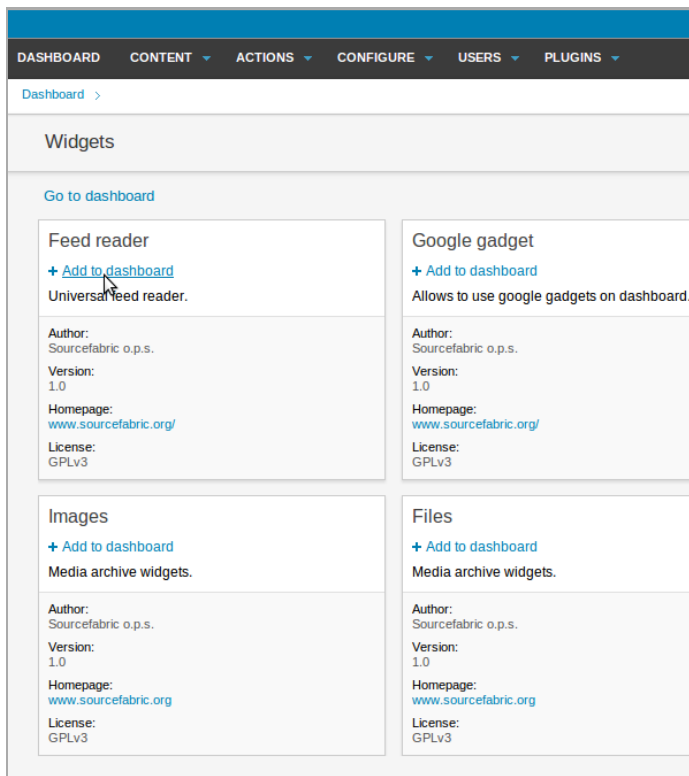 DASHBOARD CONTENT ACTIONS CONFIGURE USERS PLUGINS
Dashboard >
Widgets
Go to dashboard
Feed reader
+ Add to dashboard
Universal feed reader.
Author:
Sourcefabric o.p.s.
Version:
1.0
Homepage:
www.sourcefabric.org/
License:
GPLv3
Google gadget
+ Add to dashboard
Allows to use google gadgets on dashboard.
Author:
Sourcefabric o.p.s.
Version:
1.0
Homepage:
www.sourcefabric.org/
License:
GPLv3
Images
+ Add to dashboard
Media archive widgets.
Author:
Sourcefabric o.p.s.
Version:
1.0
Homepage:
www.sourcefabric.org
License:
GPLv3
Files
+ Add to dashboard
Media archive widgets.
Author:
Sourcefabric o.p.s.
Version:
1.0
Homepage:
www.sourcefabric.org
License:
GPLv3